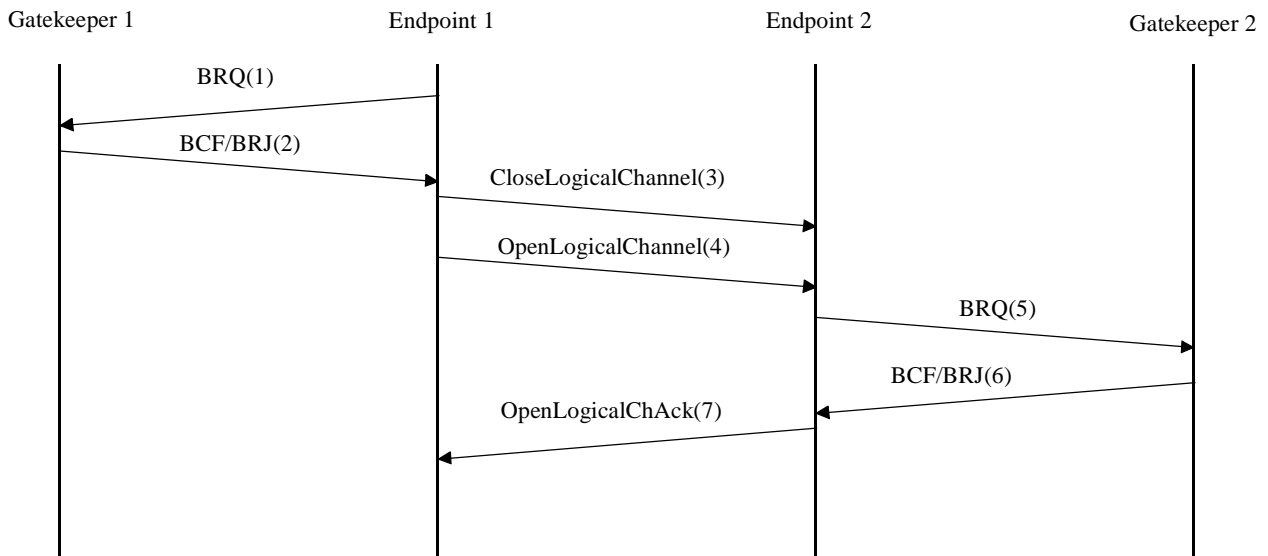 Gatekeeper 1
Endpoint 1
Endpoint 2
Gatekeeper 2
BRQ(1)
BCF/BRJ(2)
CloseLogicalChannel(3)
OpenLogicalChannel(4)
BRQ(5)
BCF/BRJ(6)
OpenLogicalChAck(7)